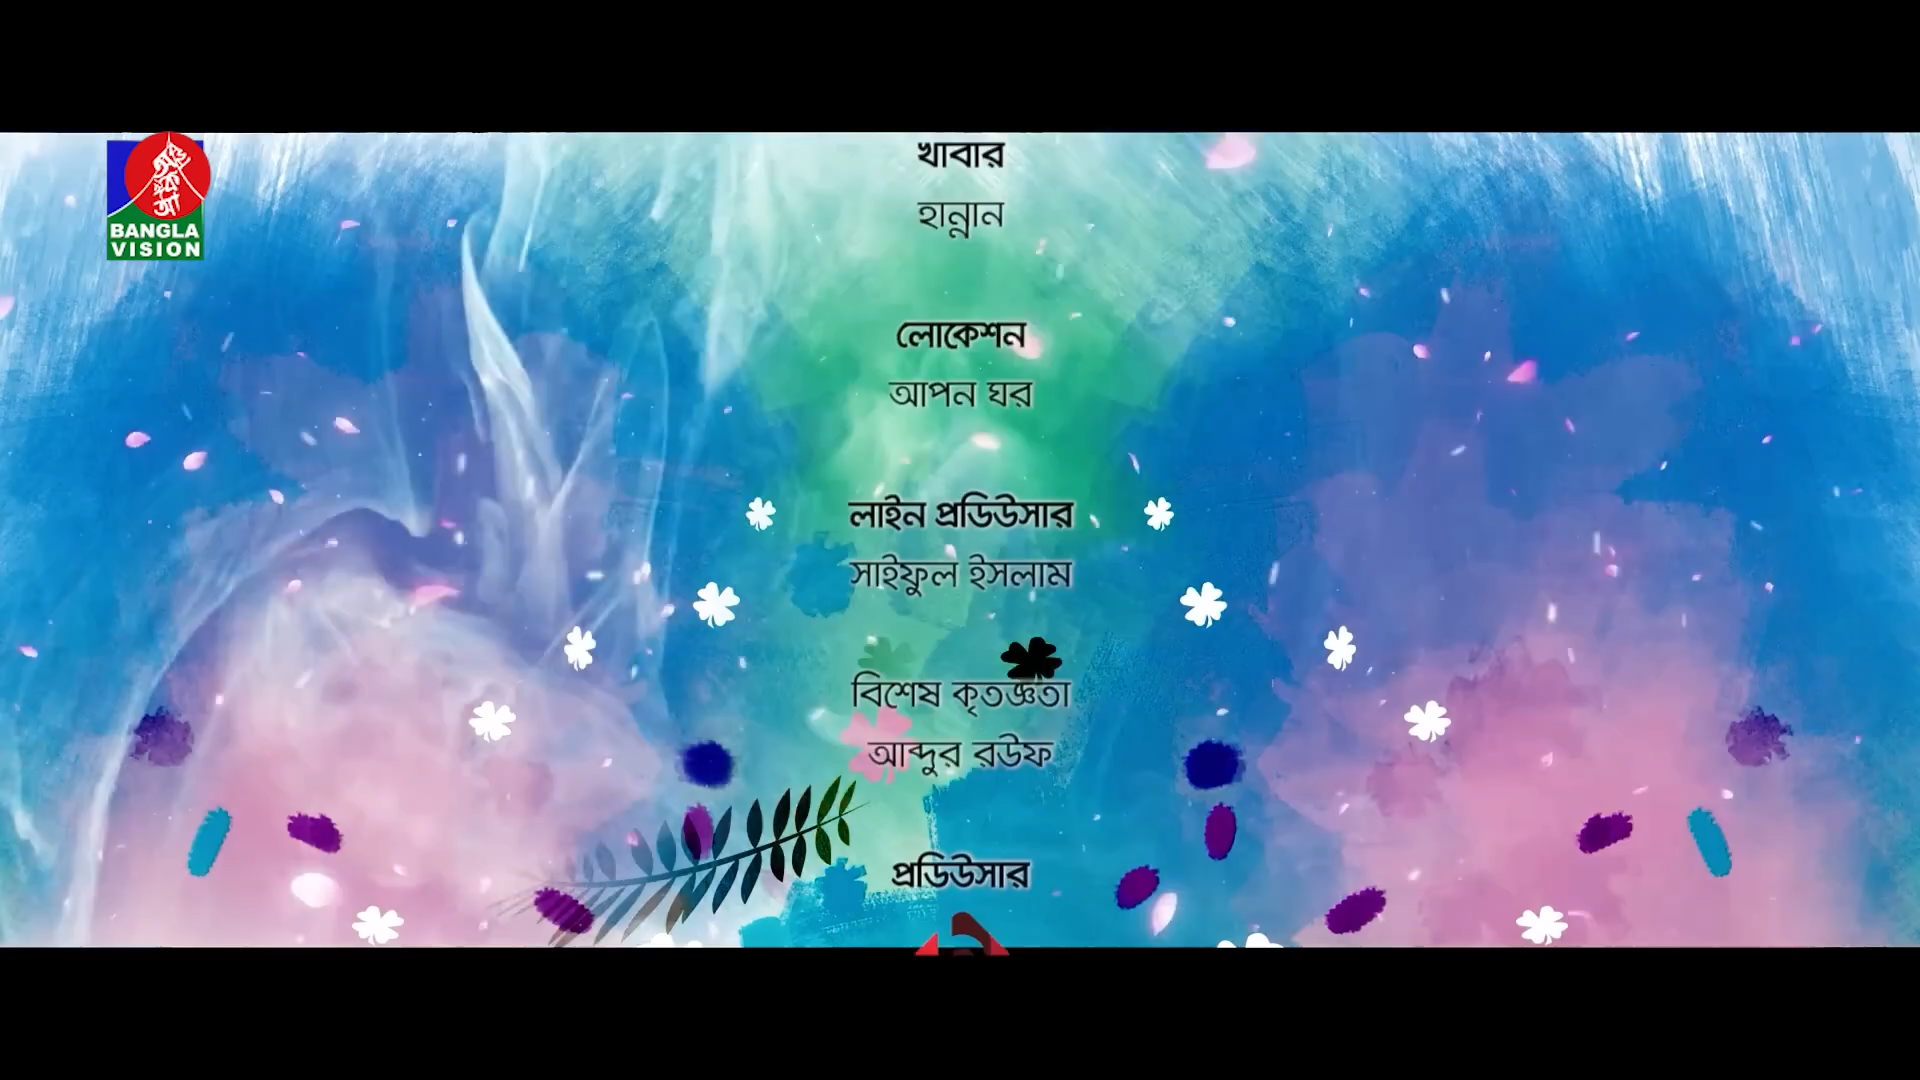 BANGLA
VISION
খাবার
হান্নান
লোকেশন
আপন ঘর
লাইন প্রডিউসার
সাইফুল ইসলাম
বিশেষ কৃতজ্ঞতা
আব্দুর রউফ
প্রডিউসার